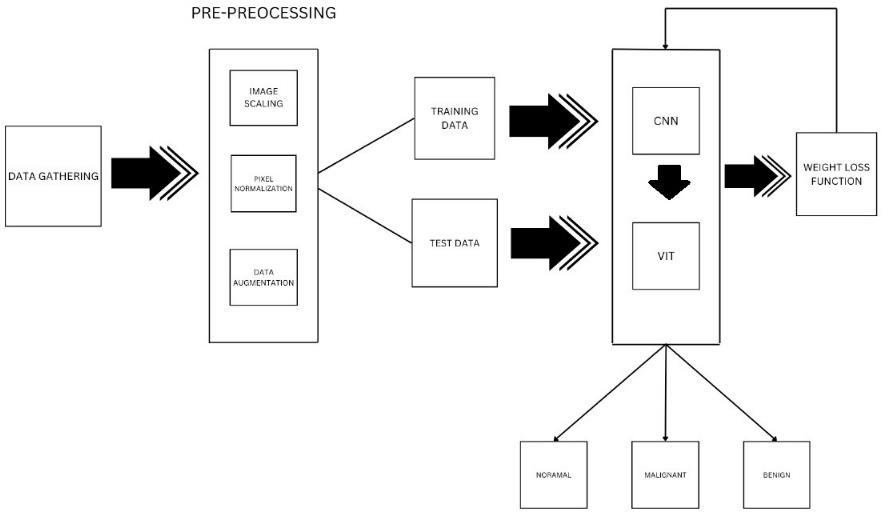 PRE-PREOCESSING
DATA GATHERING
IMAGE
SCALING
PIXEL
NORMALIZATION
DATA
AUGMENTATION
TRAINING
DATA
TEST DATA
CNN
VIT
WEIGHT LOSS
FUNCTION
NORAMAL
MALIGNANT
BENIGN